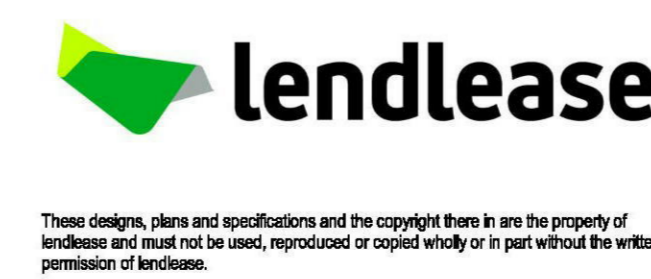 lendlease
These designs, plans and specifications and the copyright there in are the property of
lendlease and must not be used, reproduced or copied wholly or in part without the writte
permission of lendlease.